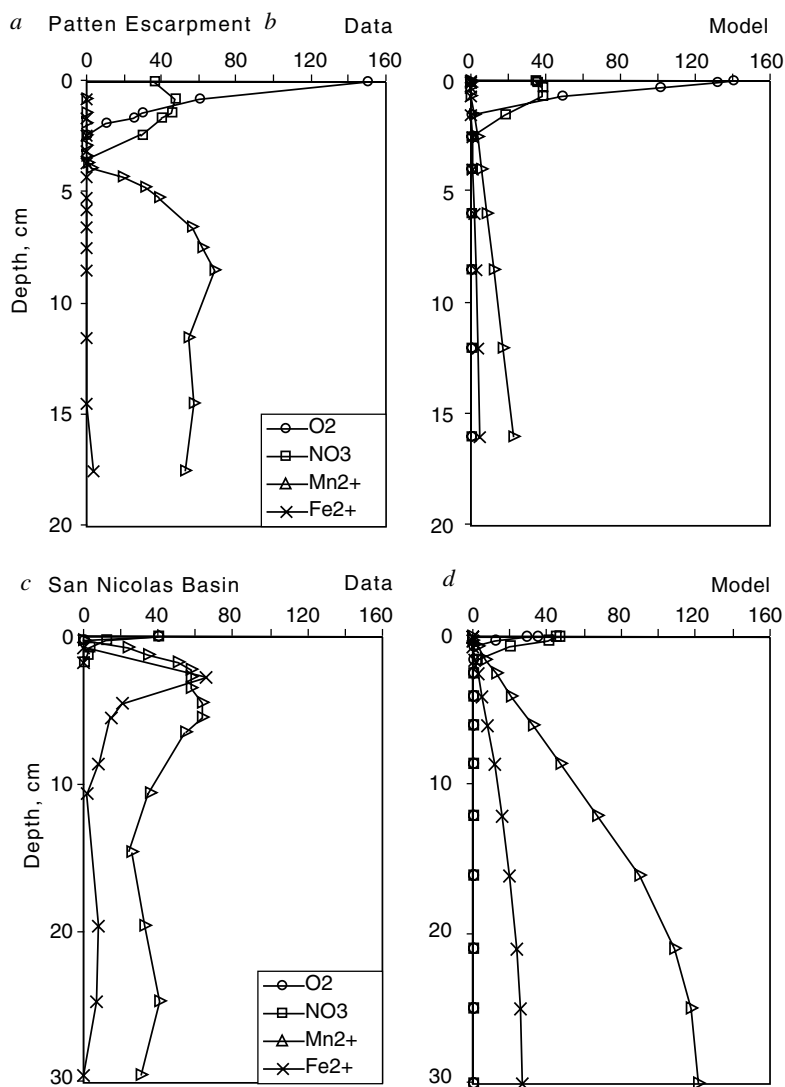 a Patten Escarpment b Data Model
0 40 80 120 160 0 40 80 120 160
0 0
5 5
Depth, cm
10 10
15 15
O2
NO3
Mn2+
Fe2+
20 20
c San Nicolas Basin Data d Model
0 40 80 120 160 0 40 80 120 160
0 0
10 10
Depth, cm
20 20
O2
NO3
Mn2+
Fe2+
30 30